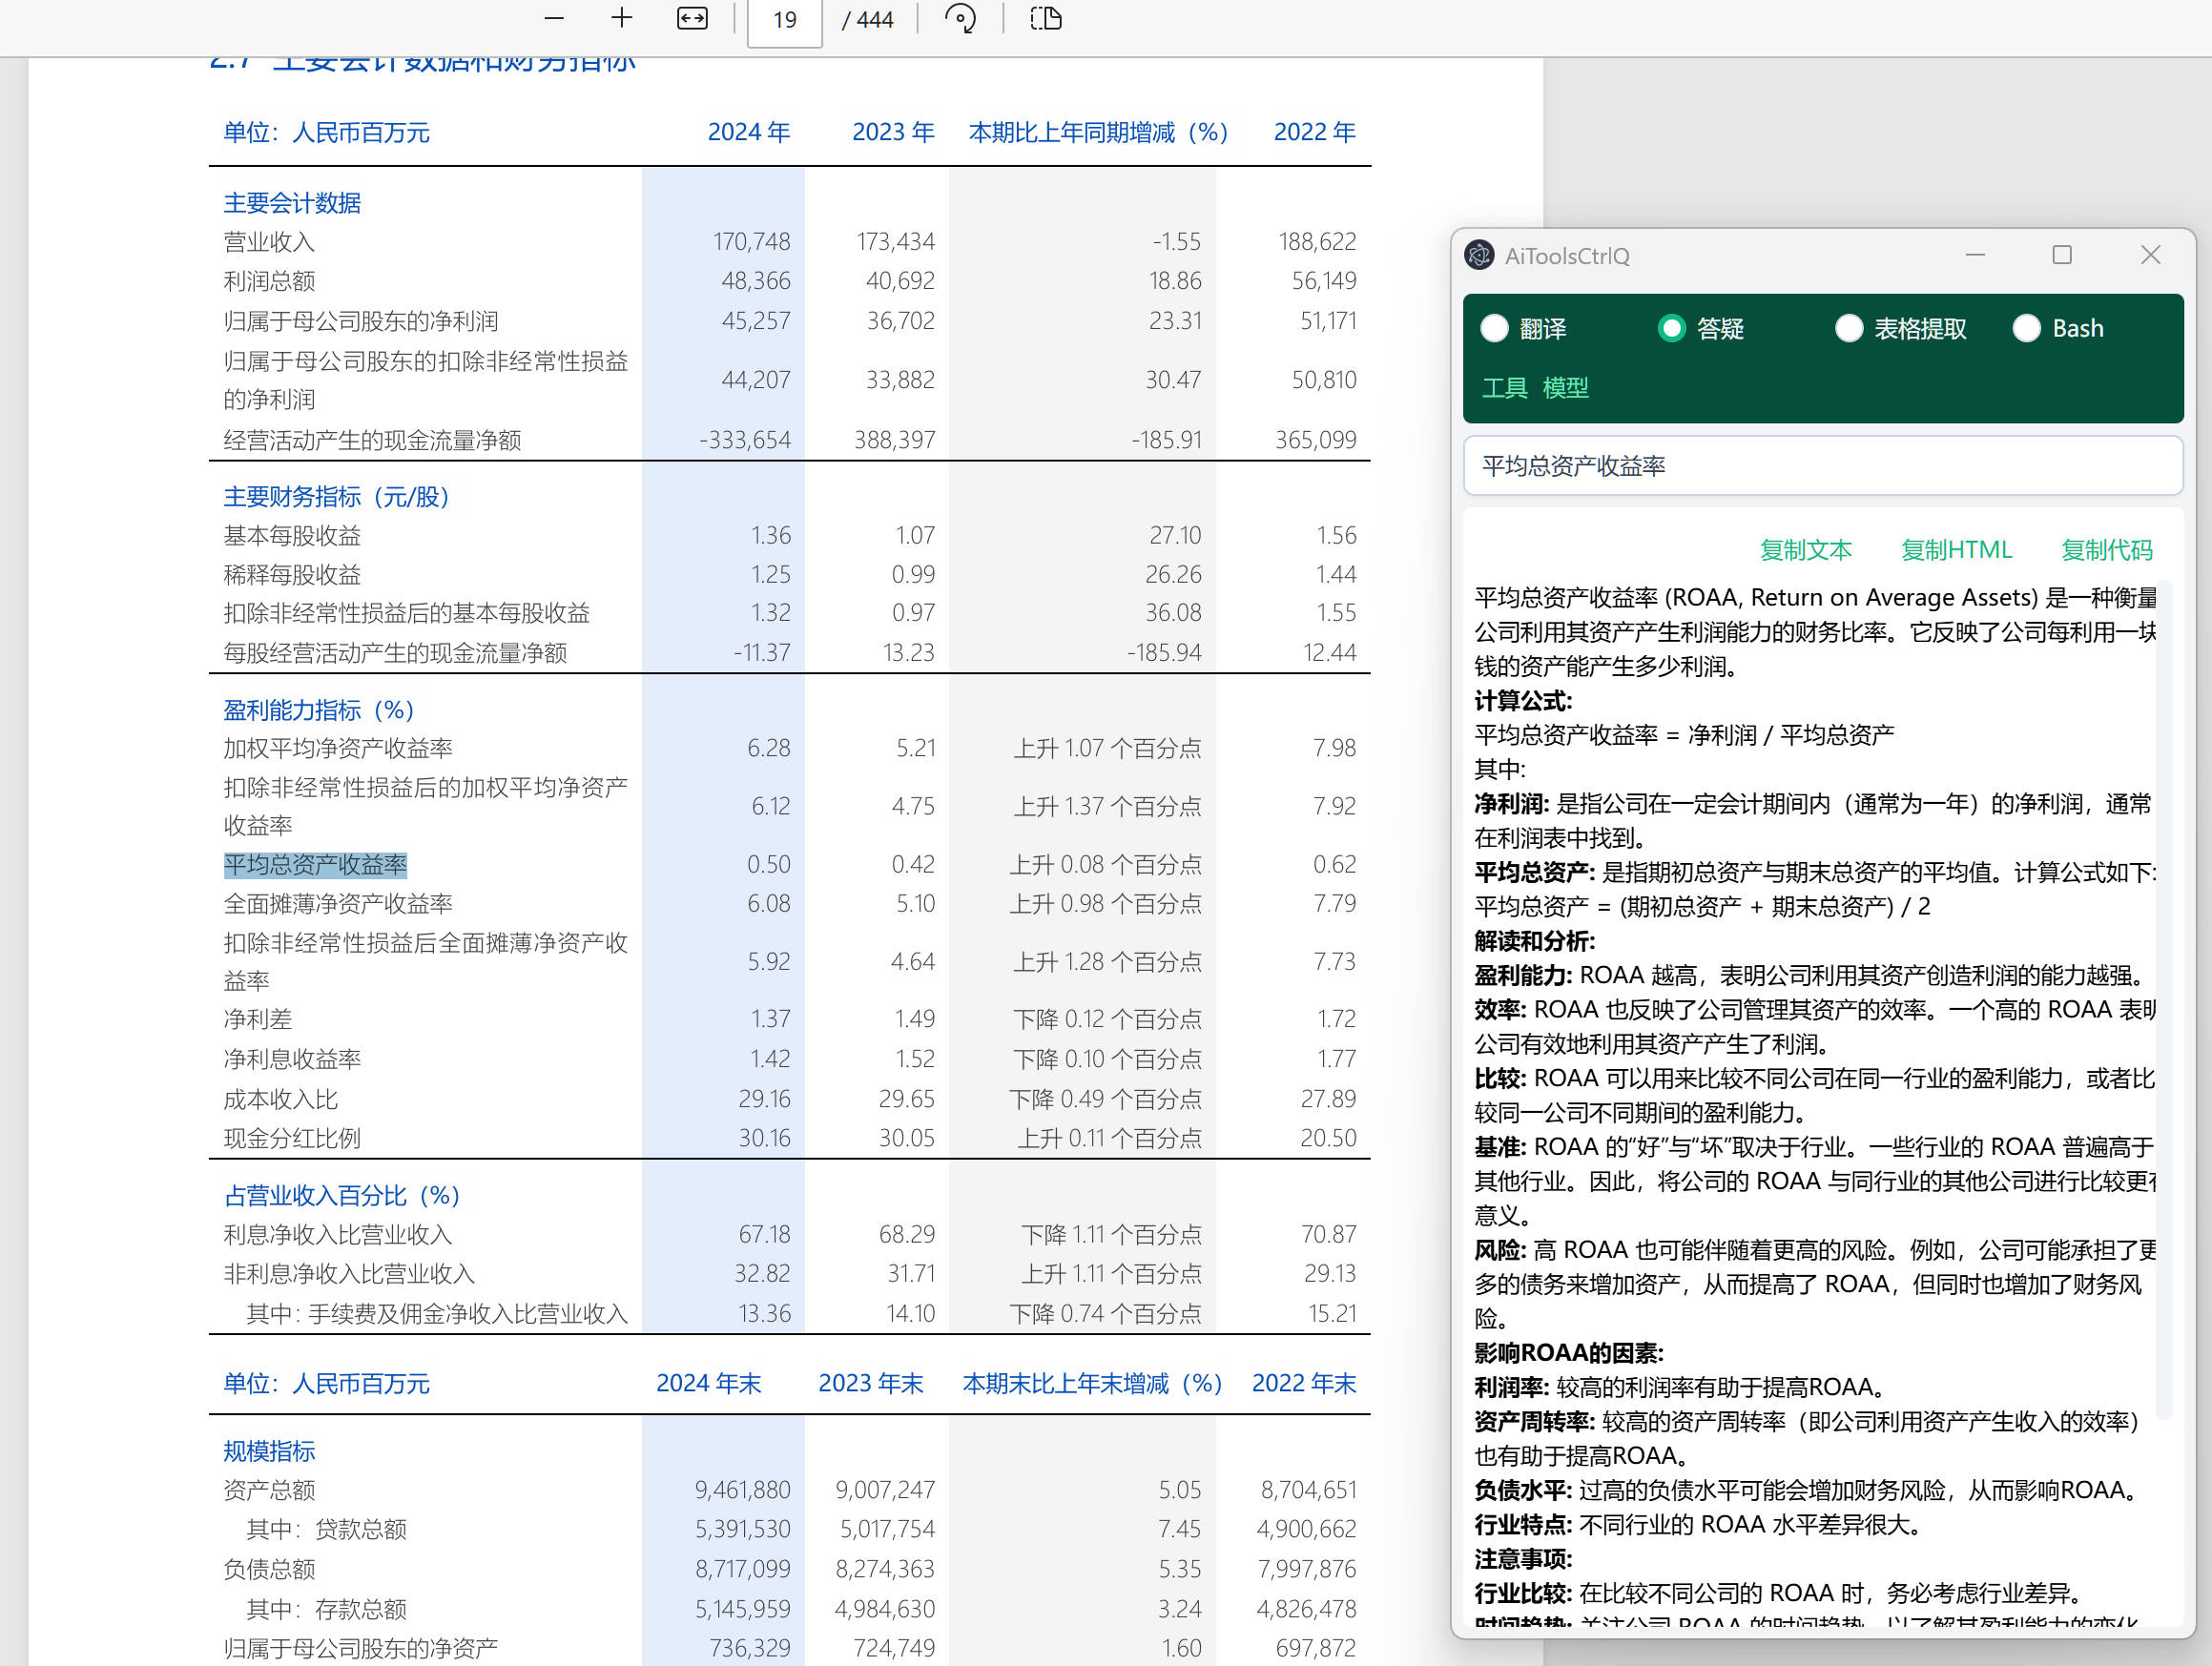 19 / 444
2.7 主要会计数据和财务指标
单位：人民币百万元 2024 年 2023 年 本期比上年同期增减（%） 2022 年
主要会计数据
营业收入 170,748 173,434 -1.55 188,622
利润总额 48,366 40,692 18.86 56,149
归属于母公司股东的净利润 45,257 36,702 23.31 51,171
归属于母公司股东的扣除非经常性损益
的净利润 44,207 33,882 30.47 50,810
经营活动产生的现金流量净额 -333,654 388,397 -185.91 365,099
主要财务指标（元/股）
基本每股收益 1.36 1.07 27.10 1.56
稀释每股收益 1.25 0.99 26.26 1.44
扣除非经常性损益后的基本每股收益 1.32 0.97 36.08 1.55
每股经营活动产生的现金流量净额 -11.37 13.23 -185.94 12.44
盈利能力指标（%）
加权平均净资产收益率 6.28 5.21 上升 1.07 个百分点 7.98
扣除非经常性损益后的加权平均净资产
收益率 6.12 4.75 上升 1.37 个百分点 7.92
平均总资产收益率 0.50 0.42 上升 0.08 个百分点 0.62
全面摊薄净资产收益率 6.08 5.10 上升 0.98 个百分点 7.79
扣除非经常性损益后全面摊薄净资产收
益率 5.92 4.64 上升 1.28 个百分点 7.73
净利差 1.37 1.49 下降 0.12 个百分点 1.72
净利息收益率 1.42 1.52 下降 0.10 个百分点 1.77
成本收入比 29.16 29.65 下降 0.49 个百分点 27.89
现金分红比例 30.16 30.05 上升 0.11 个百分点 20.50
占营业收入百分比（%）
利息净收入比营业收入 67.18 68.29 下降 1.11 个百分点 70.87
非利息净收入比营业收入 32.82 31.71 上升 1.11 个百分点 29.13
其中：手续费及佣金净收入比营业收入 13.36 14.10 下降 0.74 个百分点 15.21
单位：人民币百万元 2024 年末 2023 年末 本期末比上年末增减（%） 2022 年末
规模指标
资产总额 9,461,880 9,007,247 5.05 8,704,651
其中：贷款总额 5,391,530 5,017,754 7.45 4,900,662
负债总额 8,717,099 8,274,363 5.35 7,997,876
其中：存款总额 5,145,959 4,984,630 3.24 4,826,478
归属于母公司股东的净资产 736,329 724,749 1.60 697,872
AiToolsCtrlQ
翻译 答疑 表格提取 Bash
工具 模型
平均总资产收益率
复制文本 复制HTML 复制代码
平均总资产收益率 (ROAA, Return on Average Assets) 是一种衡量
公司利用其资产产生利润能力的财务比率。它反映了公司每利用一块
钱的资产能产生多少利润。
计算公式:
平均总资产收益率 = 净利润 / 平均总资产
其中:
净利润: 是指公司在一定会计期间内（通常为一年）的净利润，通常
在利润表中找到。
平均总资产: 是指期初总资产与期末总资产的平均值。计算公式如下:
平均总资产 = (期初总资产 + 期末总资产) / 2
解读和分析:
盈利能力: ROAA 越高，表明公司利用其资产创造利润的能力越强。
效率: ROAA 也反映了公司管理其资产的效率。一个高的 ROAA 表明
公司有效地利用其资产产生了利润。
比较: ROAA 可以用来比较不同公司在同一行业的盈利能力，或者比
较同一公司不同期间的盈利能力。
基准: ROAA 的“好”与“坏”取决于行业。一些行业的 ROAA 普遍高于
其他行业。因此，将公司的 ROAA 与同行业的其他公司进行比较更有
意义。
风险: 高 ROAA 也可能伴随着更高的风险。例如，公司可能承担了更
多的债务来增加资产，从而提高了 ROAA，但同时也增加了财务风
险。
影响ROAA的因素:
利润率: 较高的利润率有助于提高ROAA。
资产周转率: 较高的资产周转率（即公司利用资产产生收入的效率）
也有助于提高ROAA。
负债水平: 过高的负债水平可能会增加财务风险，从而影响ROAA。
行业特点: 不同行业的 ROAA 水平差异很大。
注意事项:
行业比较: 在比较不同公司的 ROAA 时，务必考虑行业差异。
时间趋势: 关注公司 ROAA 的时间趋势，以了解其盈利能力的变化